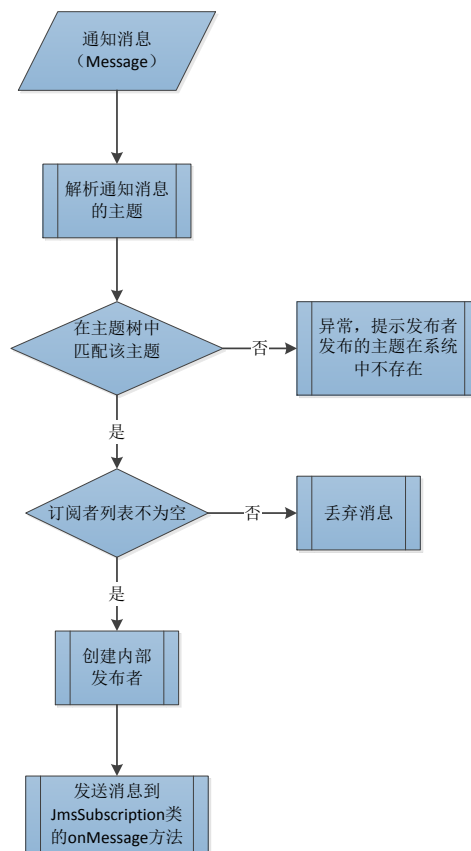 通知消息
（Message）
解析通知消息
的主题
在主题树中
匹配该主题
否
异常，提示发布者
发布的主题在系统
中不存在
是
订阅者列表不为空
否
丢弃消息
是
创建内部
发布者
发送消息到
JmsSubscription类
的onMessage方法